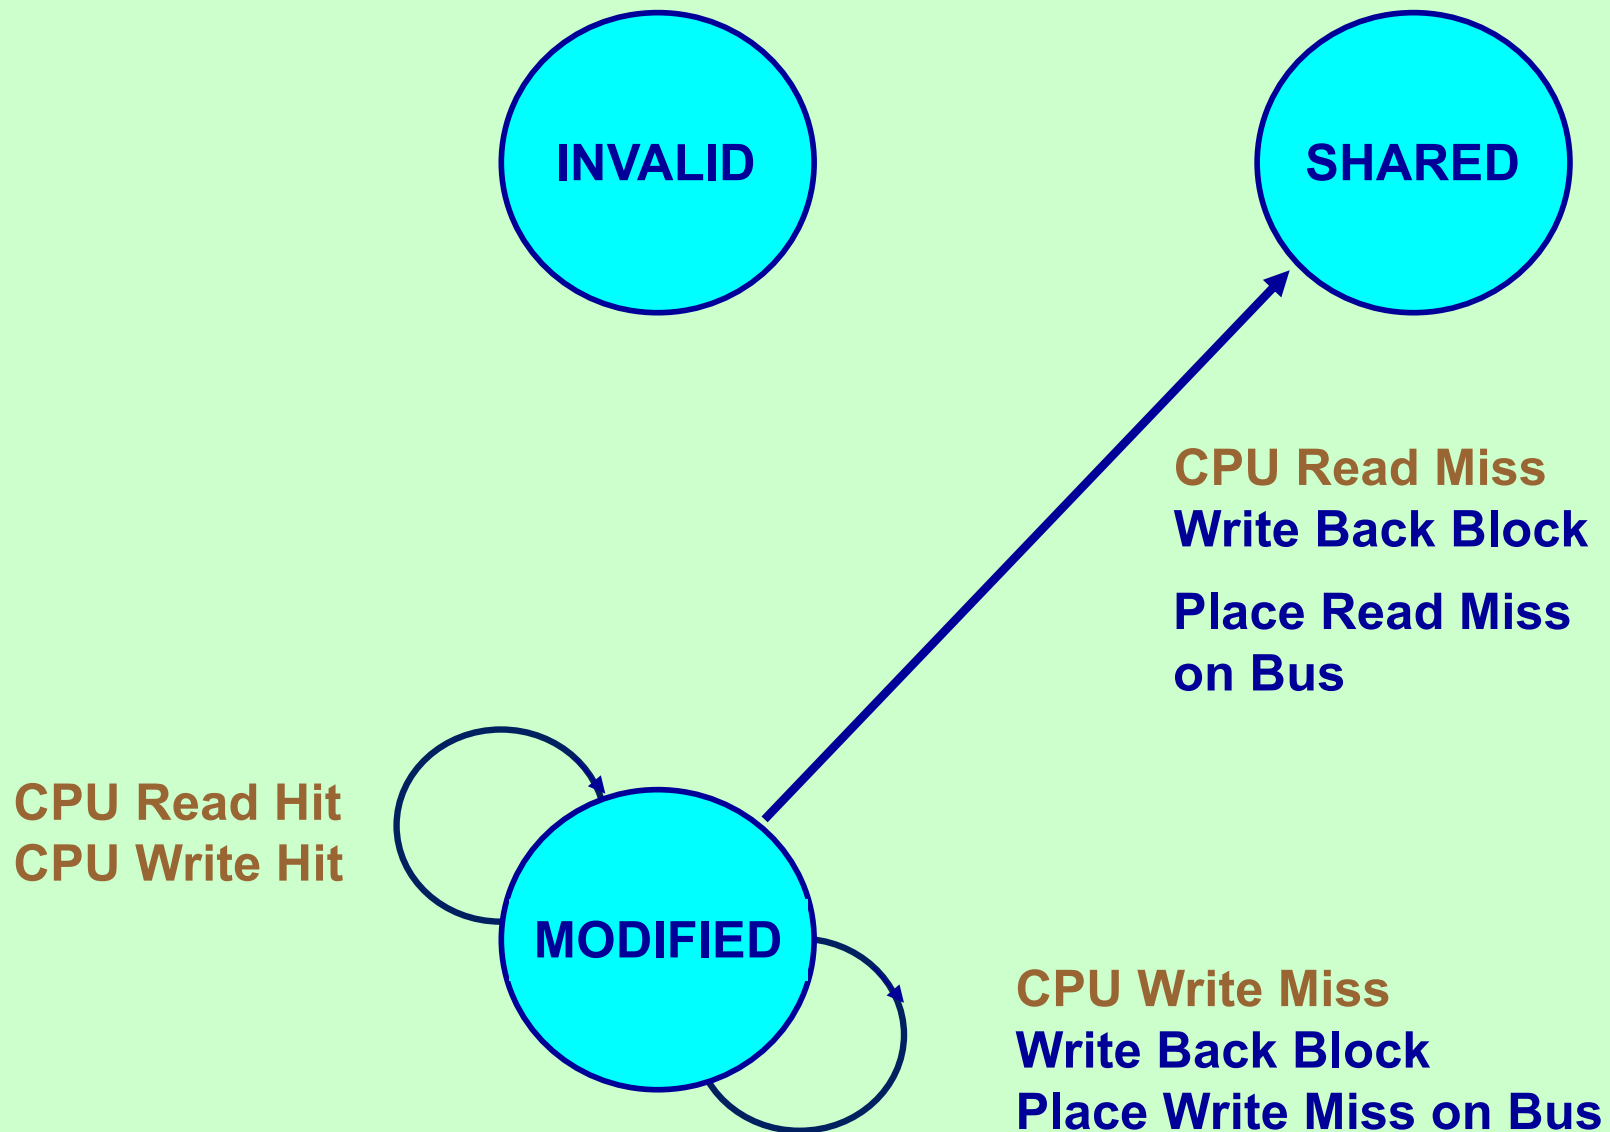 INVALID
SHARED
CPU Read Miss
Write Back Block
Place Read Miss
on Bus
CPU Read Hit
CPU Write Hit
MODIFIED
CPU Write Miss
Write Back Block
Place Write Miss on Bus